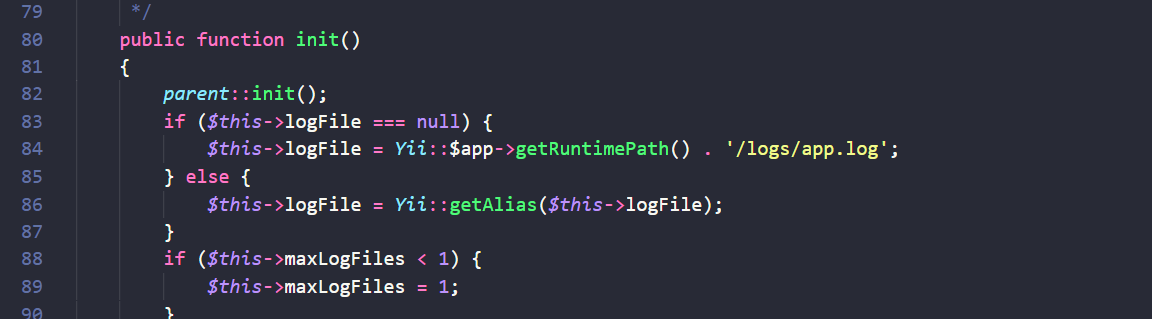 79 */
80 public function init()
81 {
82 parent::init();
83 if ($this->logFile === null) {
84 $this->logFile = Yii::$app->getRuntimePath() . '/logs/app.log';
85 } else {
86 $this->logFile = Yii::getAlias($this->logFile);
87 }
88 if ($this->maxLogFiles < 1) {
89 $this->maxLogFiles = 1;
90 }